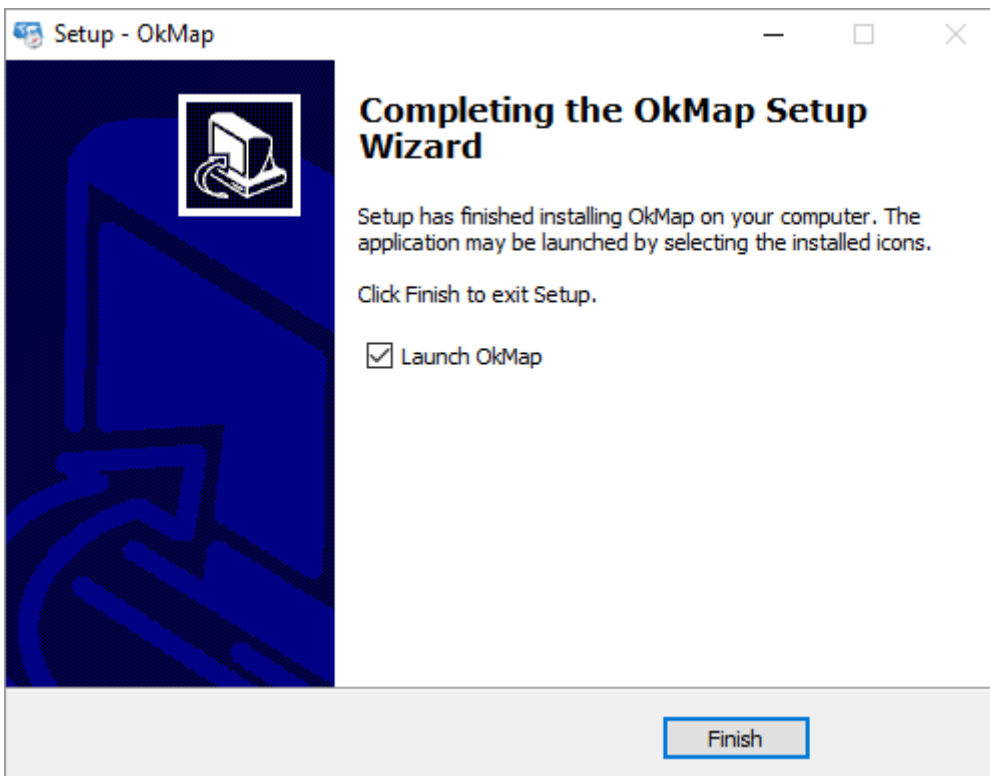 Setup - OkMap
Completing the OkMap Setup
Wizard
Setup has finished installing OkMap on your computer. The
application may be launched by selecting the installed icons.
Click Finish to exit Setup.
Launch OkMap
Finish